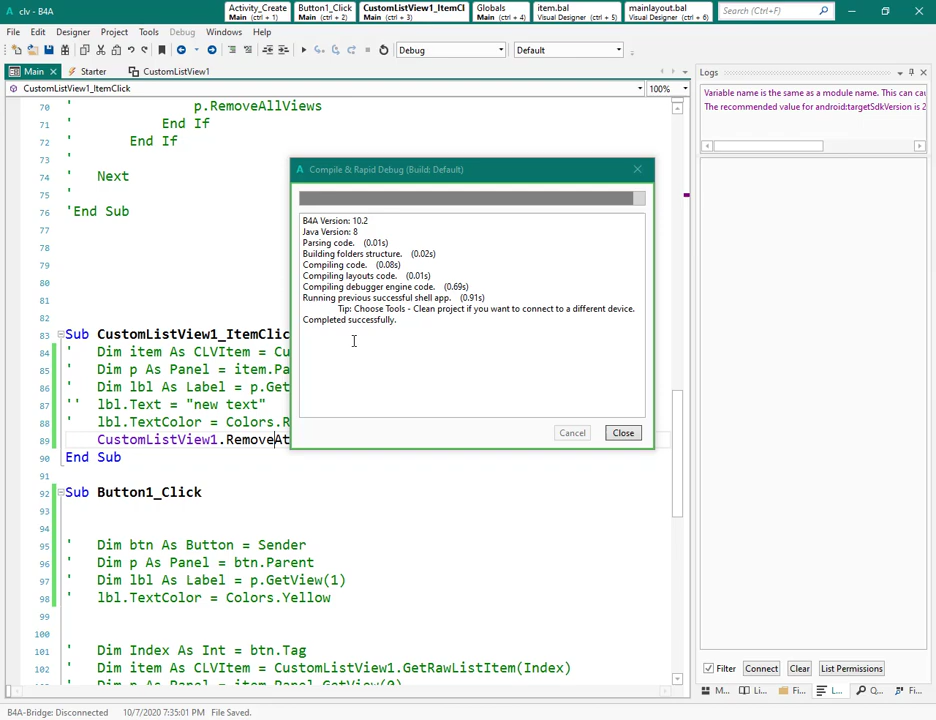 clv - B4A
Activity_Create
Main (ctrl + 1)
Button1_Click
Main (ctrl + 2)
CustomListView1_ItemCl
Main (ctrl + 3)
Globals
Main (ctrl + 4)
item.bal
Visual Designer (ctrl + 5)
mainlayout.bal
Visual Designer (ctrl + 6)
Search (Ctrl+F)
File Edit Designer Project Tools Debug Windows Help
Debug
Default
Main
Starter
CustomListView1
Logs
CustomListView1_ItemClick
100%
Variable name is the same as a module name. This can cau
The recommended value for android:targetSdkVersion is 2
70 ' p.RemoveAllViews
71 ' End If
72 ' End If
73 '
74 ' Next
75 '
76 'End Sub
77
78
79
80
81
82
83 Sub CustomListView1_ItemClic
84 ' Dim item As CLVItem = Cu
85 ' Dim p As Panel = item.Pa
86 ' Dim lbl As Label = p.Get
87 '' lbl.Text = "new text"
88 ' lbl.TextColor = Colors.R
89 CustomListView1.RemoveAt
90 End Sub
91
92 Sub Button1_Click
93
94
95 ' Dim btn As Button = Sender
96 ' Dim p As Panel = btn.Parent
97 ' Dim lbl As Label = p.GetView(1)
98 ' lbl.TextColor = Colors.Yellow
99
100
101 ' Dim Index As Int = btn.Tag
102 ' Dim item As CLVItem = CustomListView1.GetRawListItem(Index)
' Dim p As Panel = item.Panel.GetView(0)
Compile & Rapid Debug (Build: Default)
B4A Version: 10.2
Java Version: 8
Parsing code. (0.01s)
Building folders structure. (0.02s)
Compiling code. (0.08s)
Compiling layouts code. (0.01s)
Compiling debugger engine code. (0.69s)
Running previous successful shell app. (0.91s)
Tip: Choose Tools - Clean project if you want to connect to a different device.
Completed successfully.
Cancel
Close
Filter
Connect
Clear
List Permissions
M... Li... Fi... L... Q... Fi...
B4A-Bridge: Disconnected 10/7/2020 7:35:01 PM File Saved.